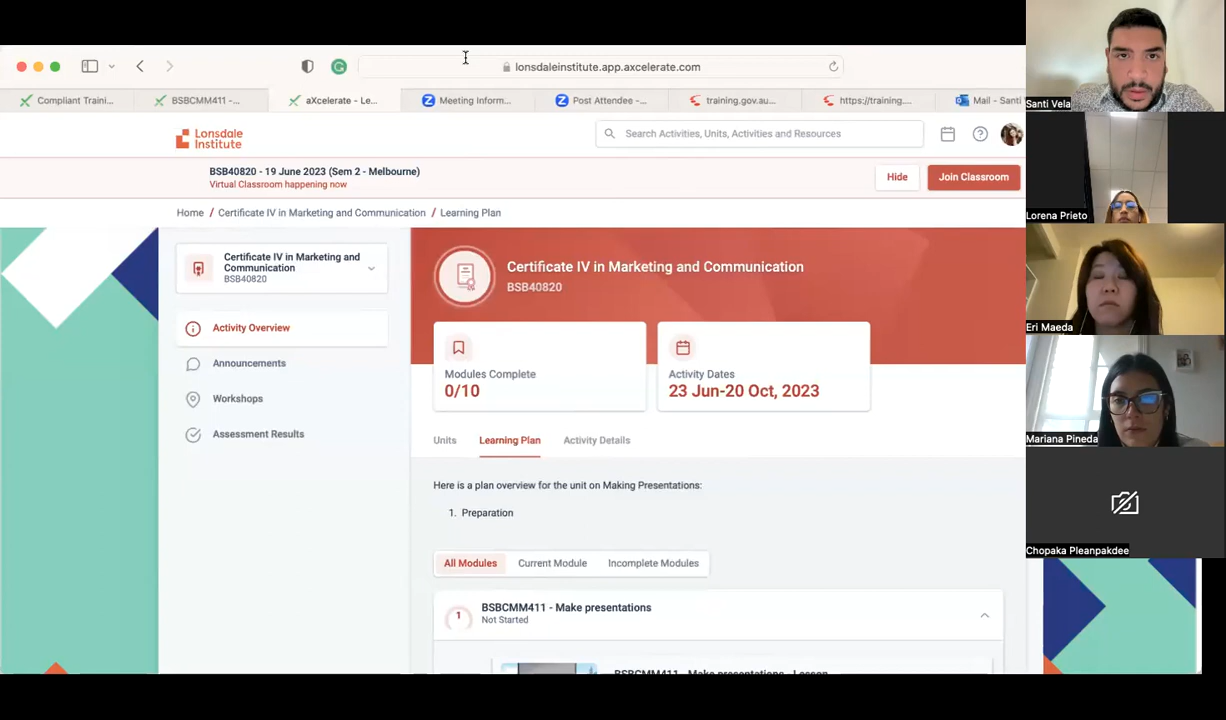 lonsdaleinstitute.app.axcelerate.com
Compliant Traini...
BSBCMM411 -...
aXcelerate - Le...
Meeting Inform...
Post Attendee -...
training.gov.au...
https://training....
Mail - Santi
Lonsdale
Institute
Search Activities, Units, Activities and Resources
BSB40820 - 19 June 2023 (Sem 2 - Melbourne)
Virtual Classroom happening now
Hide
Join Classroom
Home / Certificate IV in Marketing and Communication / Learning Plan
Certificate IV in Marketing and
Communication
BSB40820
Activity Overview
Announcements
Workshops
Assessment Results
Certificate IV in Marketing and Communication
BSB40820
Modules Complete
0/10
Activity Dates
23 Jun-20 Oct, 2023
Units
Learning Plan
Activity Details
Here is a plan overview for the unit on Making Presentations:
1. Preparation
All Modules
Current Module
Incomplete Modules
1
BSBCMM411 - Make presentations
Not Started
BSBCMM411 - Make presentations - Lesson
Santi Vela
Lorena Prieto
Eri Maeda
Mariana Pineda
Chopaka Pleanpakdee